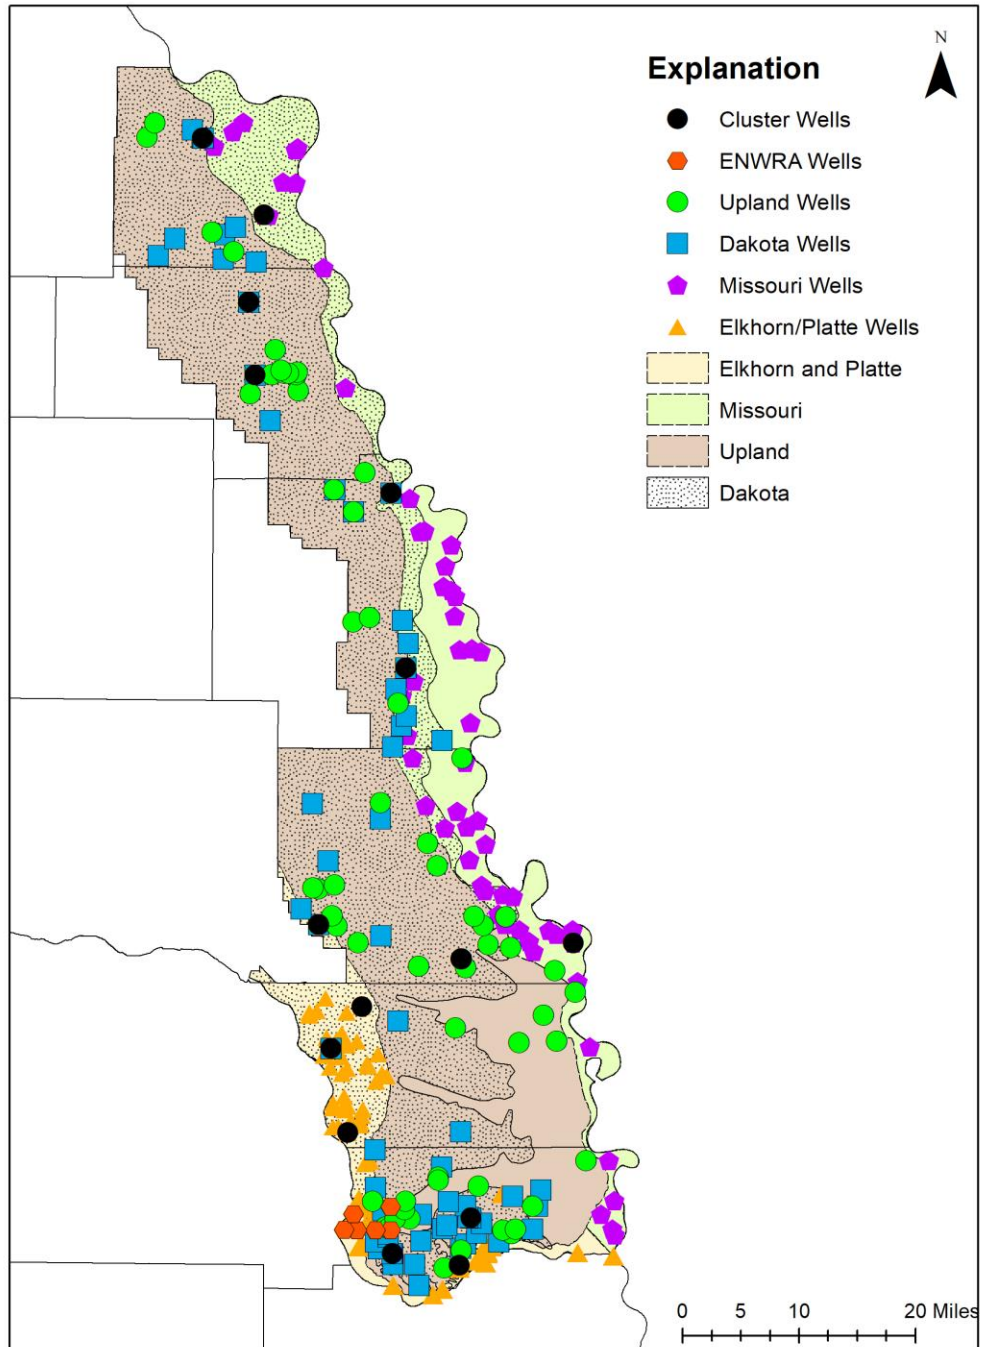 N
Explanation
Cluster Wells
ENWRA Wells
Upland Wells
Dakota Wells
Missouri Wells
Elkhorn/Platte Wells
Elkhorn and Platte
Missouri
Upland
Dakota
0 5 10 20 Miles